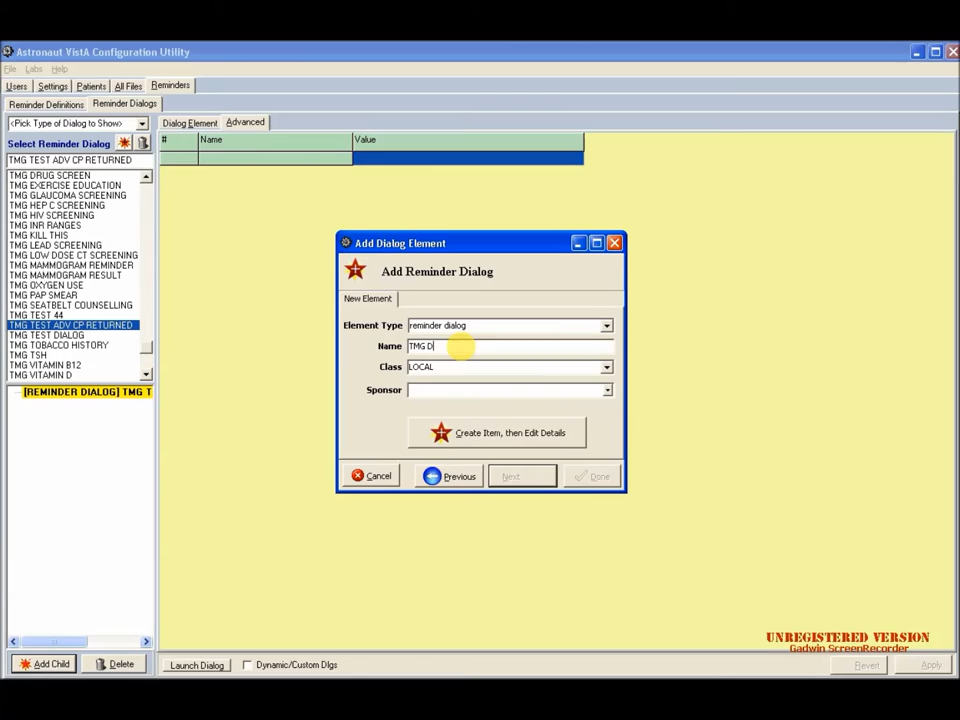 Astronaut VistA Configuration Utility
File Labs Help
Users Settings Patients All Files Reminders
Reminder Definitions Reminder Dialogs
<Pick Type of Dialog to Show>
Dialog Element Advanced
Select Reminder Dialog
# Name Value
TMG TEST ADV CP RETURNED
TMG DRUG SCREEN
TMG EXERCISE EDUCATION
TMG GLAUCOMA SCREENING
TMG HEP C SCREENING
TMG HIV SCREENING
TMG INR RANGES
TMG KILL THIS
TMG LEAD SCREENING
TMG LOW DOSE CT SCREENING
TMG MAMMOGRAM REMINDER
TMG MAMMOGRAM RESULT
TMG OXYGEN USE
TMG PAP SMEAR
TMG SEATBELT COUNSELLING
TMG TEST 44
TMG TEST ADV CP RETURNED
TMG TEST DIALOG
TMG TOBACCO HISTORY
TMG TSH
TMG VITAMIN B12
TMG VITAMIN D
[REMINDER DIALOG] TMG T
Add Dialog Element
Add Reminder Dialog
New Element
Element Type reminder dialog
Name TMG D
Class LOCAL
Sponsor
Create Item, then Edit Details
Cancel Previous Next Done
UNREGISTERED VERSION
Gadwin ScreenRecorder
Add Child Delete Launch Dialog Dynamic/Custom Dlgs Revert Apply